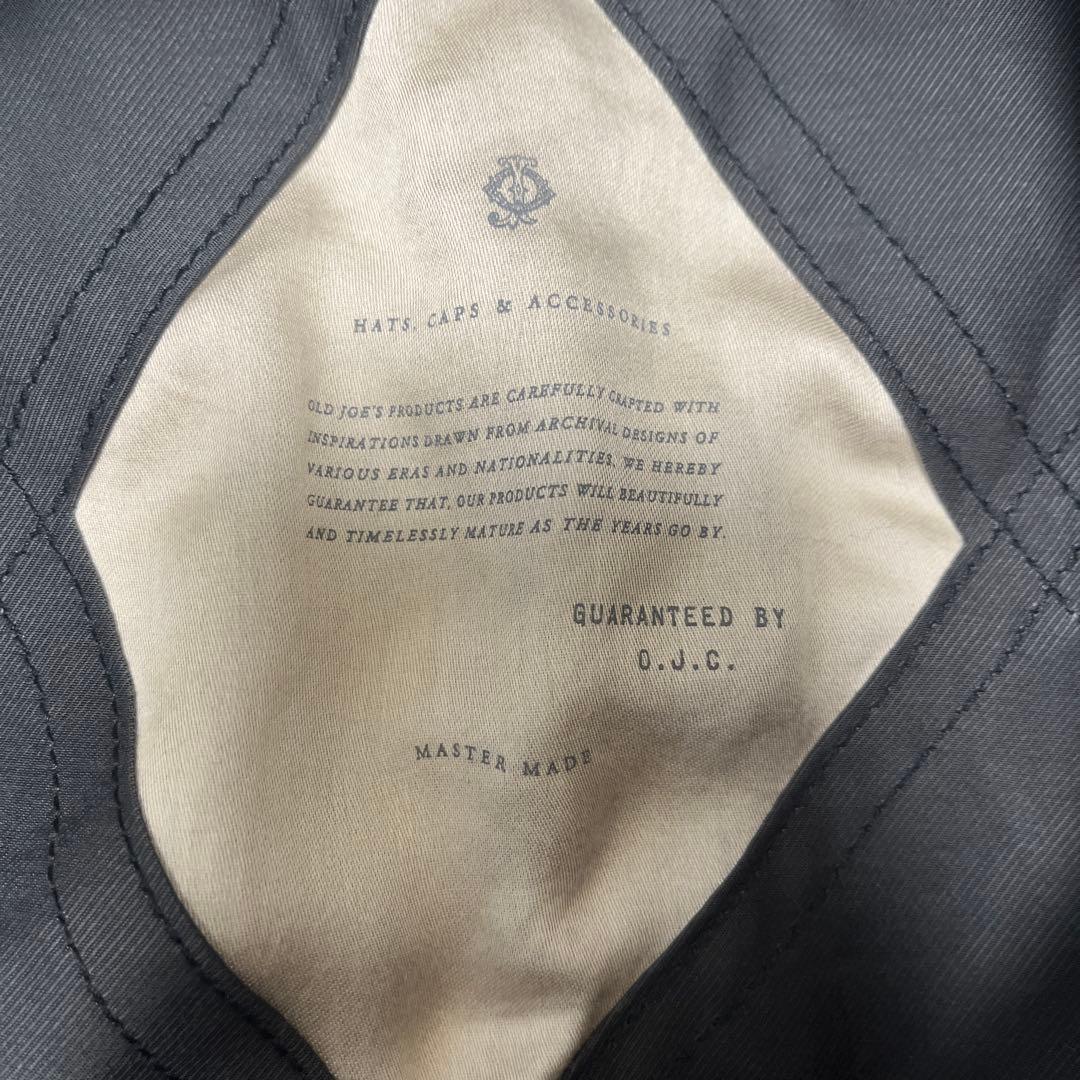 HATS, CAPS & ACCESSORIES
OLD JOE'S PRODUCTS ARE CAREFULLY CRAFTED WITH
INSPIRATIONS DRAWN FROM ARCHIVAL DESIGNS OF
VARIOUS ERAS AND NATIONALITIES. WE HEREBY
GUARANTEE THAT, OUR PRODUCTS WILL BEAUTIFULLY
AND TIMELESSLY MATURE AS THE YEARS GO BY.
GUARANTEED BY
O.J.C.
MASTER MADE